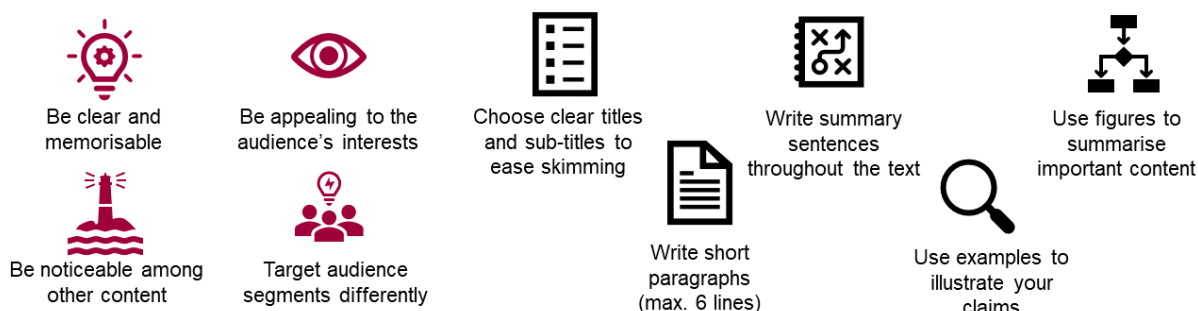 Be clear and
memorisable
Be appealing to the
audience's interests
Be noticeable among
other content
Target audience
segments differently
Choose clear titles
and sub-titles to
ease skimming
Write short
paragraphs
(max. 6 lines)
Write summary
sentences
throughout the text
Use examples to
illustrate your
claims
Use figures to
summarise
important content